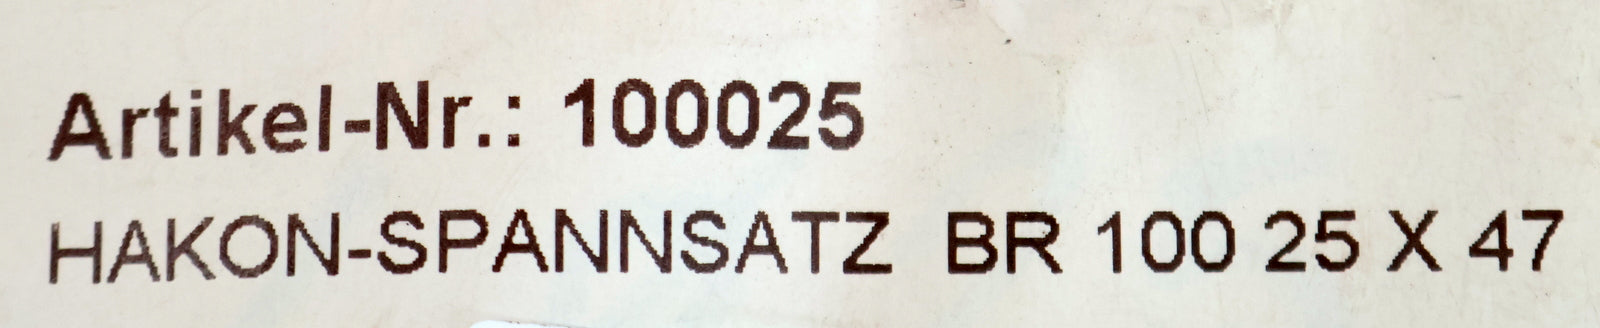 Artikel-Nr.: 100025
HAKON-SPANNSATZ BR 100 25 X 47